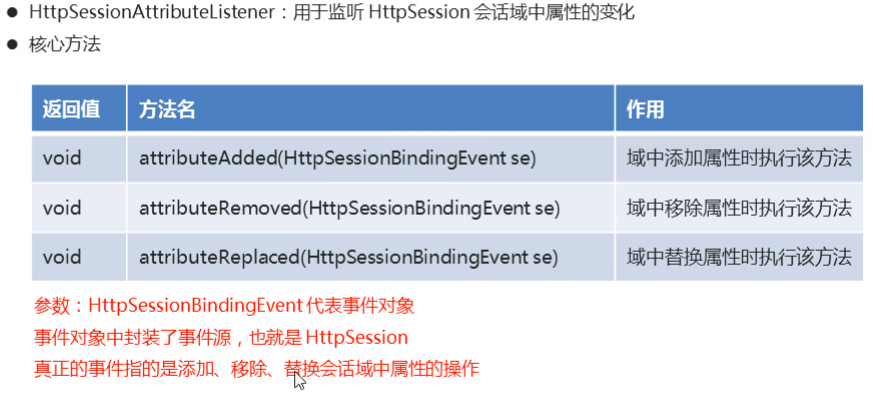 ● HttpSessionAttributeListener：用于监听 HttpSession 会话域中属性的变化
● 核心方法
返回值 方法名 作用
void attributeAdded(HttpSessionBindingEvent se) 域中添加属性时执行该方法
void attributeRemoved(HttpSessionBindingEvent se) 域中移除属性时执行该方法
void attributeReplaced(HttpSessionBindingEvent se) 域中替换属性时执行该方法
参数：HttpSessionBindingEvent 代表事件对象
事件对象中封装了事件源，也就是 HttpSession
真正的事件指的是添加、移除、替换会话域中属性的操作